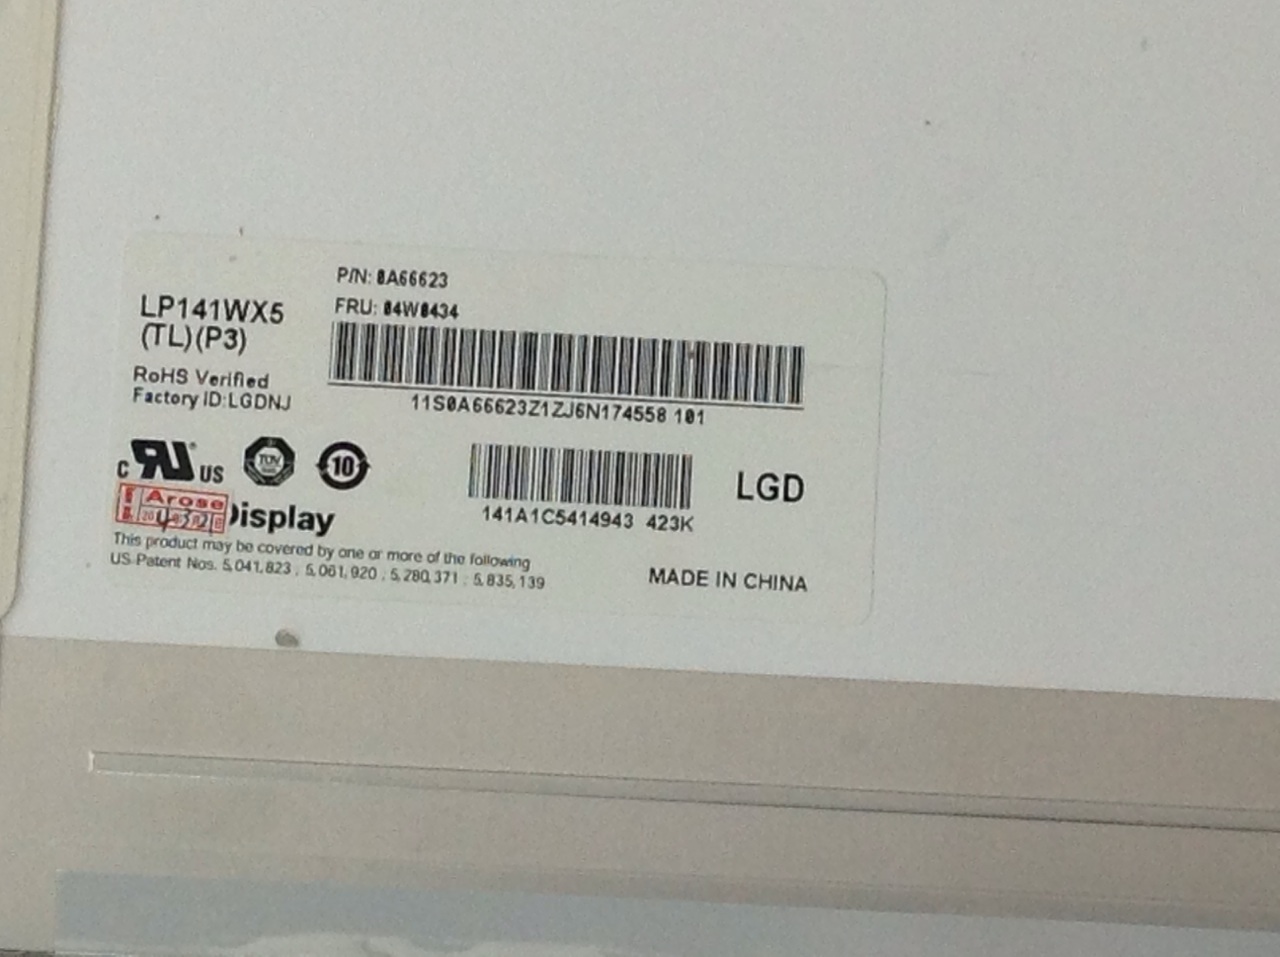 P/N: 0A66623
FRU: 04W0434
LP141WX5
(TL)(P3)
RoHS Verified
Factory ID:LGDNJ
11S0A66623Z1ZJ6N174558 101
C UL US
TÜV
10
141A1C5414943 423K
LGD
Arose
Display
This product may be covered by one or more of the following
US Patent Nos. 5,041,823 , 5,061,920 , 5,280,371 : 5,835,139
MADE IN CHINA